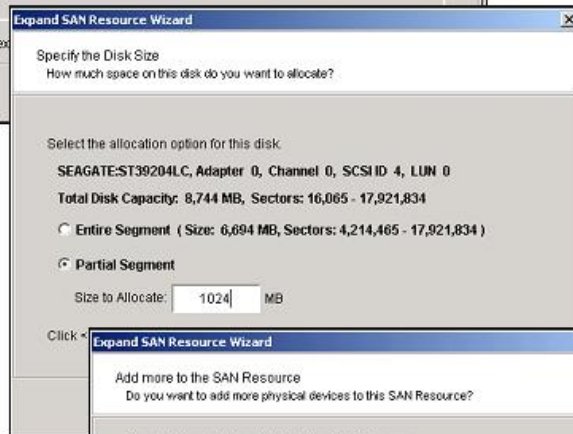 Expand SAN Resource Wizard
Specify the Disk Size
How much space on this disk do you want to allocate?
Select the allocation option for this disk.
SEAGATE:ST39204LC, Adapter 0, Channel 0, SCSI ID 4, LUN 0
Total Disk Capacity: 8,744 MB, Sectors: 16,065 - 17,921,834
Entire Segment ( Size: 6,694 MB, Sectors: 4,214,465 - 17,921,834 )
Partial Segment
Size to Allocate: 1024 MB
Click <
Expand SAN Resource Wizard
Add more to the SAN Resource
Do you want to add more physical devices to this SAN Resource?